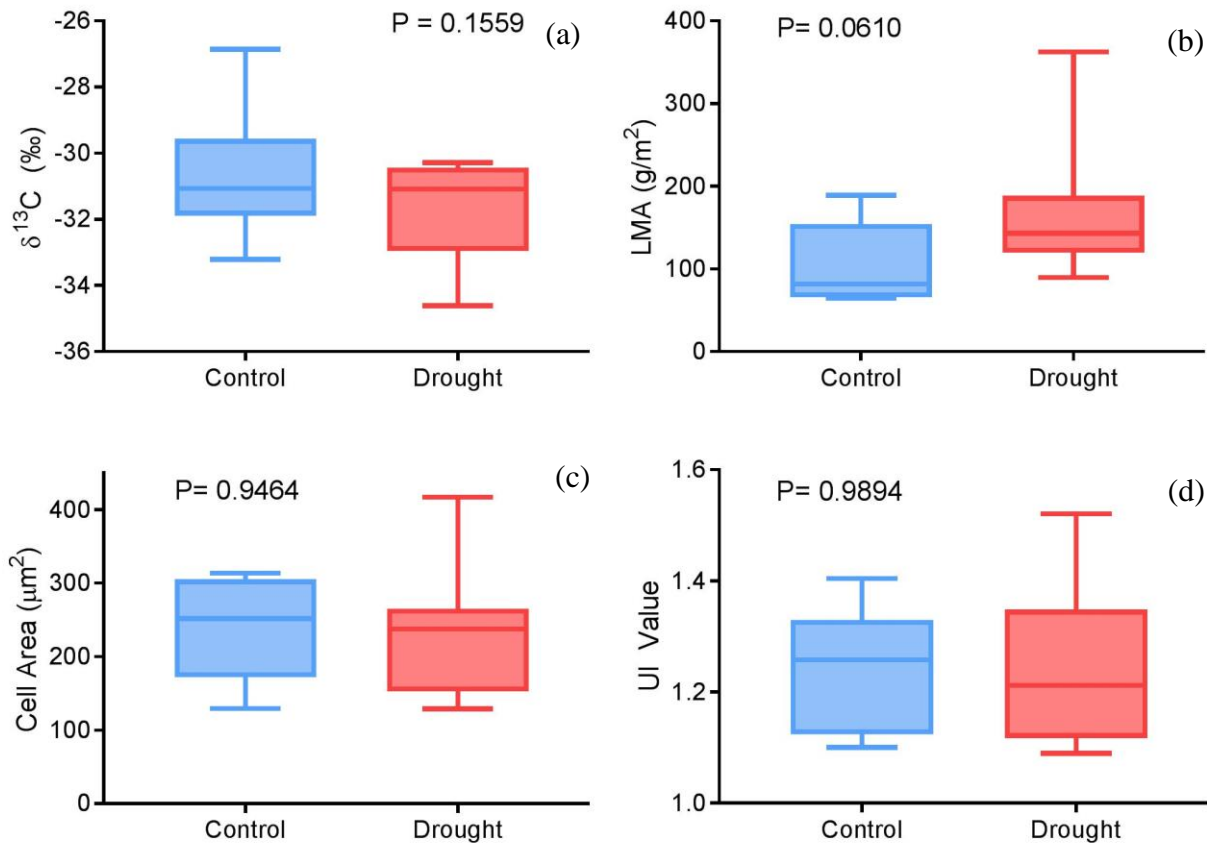 P = 0.1559
(a)
δ¹³C (‰)
-26
-28
-30
-32
-34
-36
Control
Drought
P= 0.0610
(b)
LMA (g/m²)
400
300
200
100
0
Control
Drought
P= 0.9464
(c)
Cell Area (μm²)
400
300
200
100
0
Control
Drought
P= 0.9894
(d)
UI Value
1.6
1.4
1.2
1.0
Control
Drought